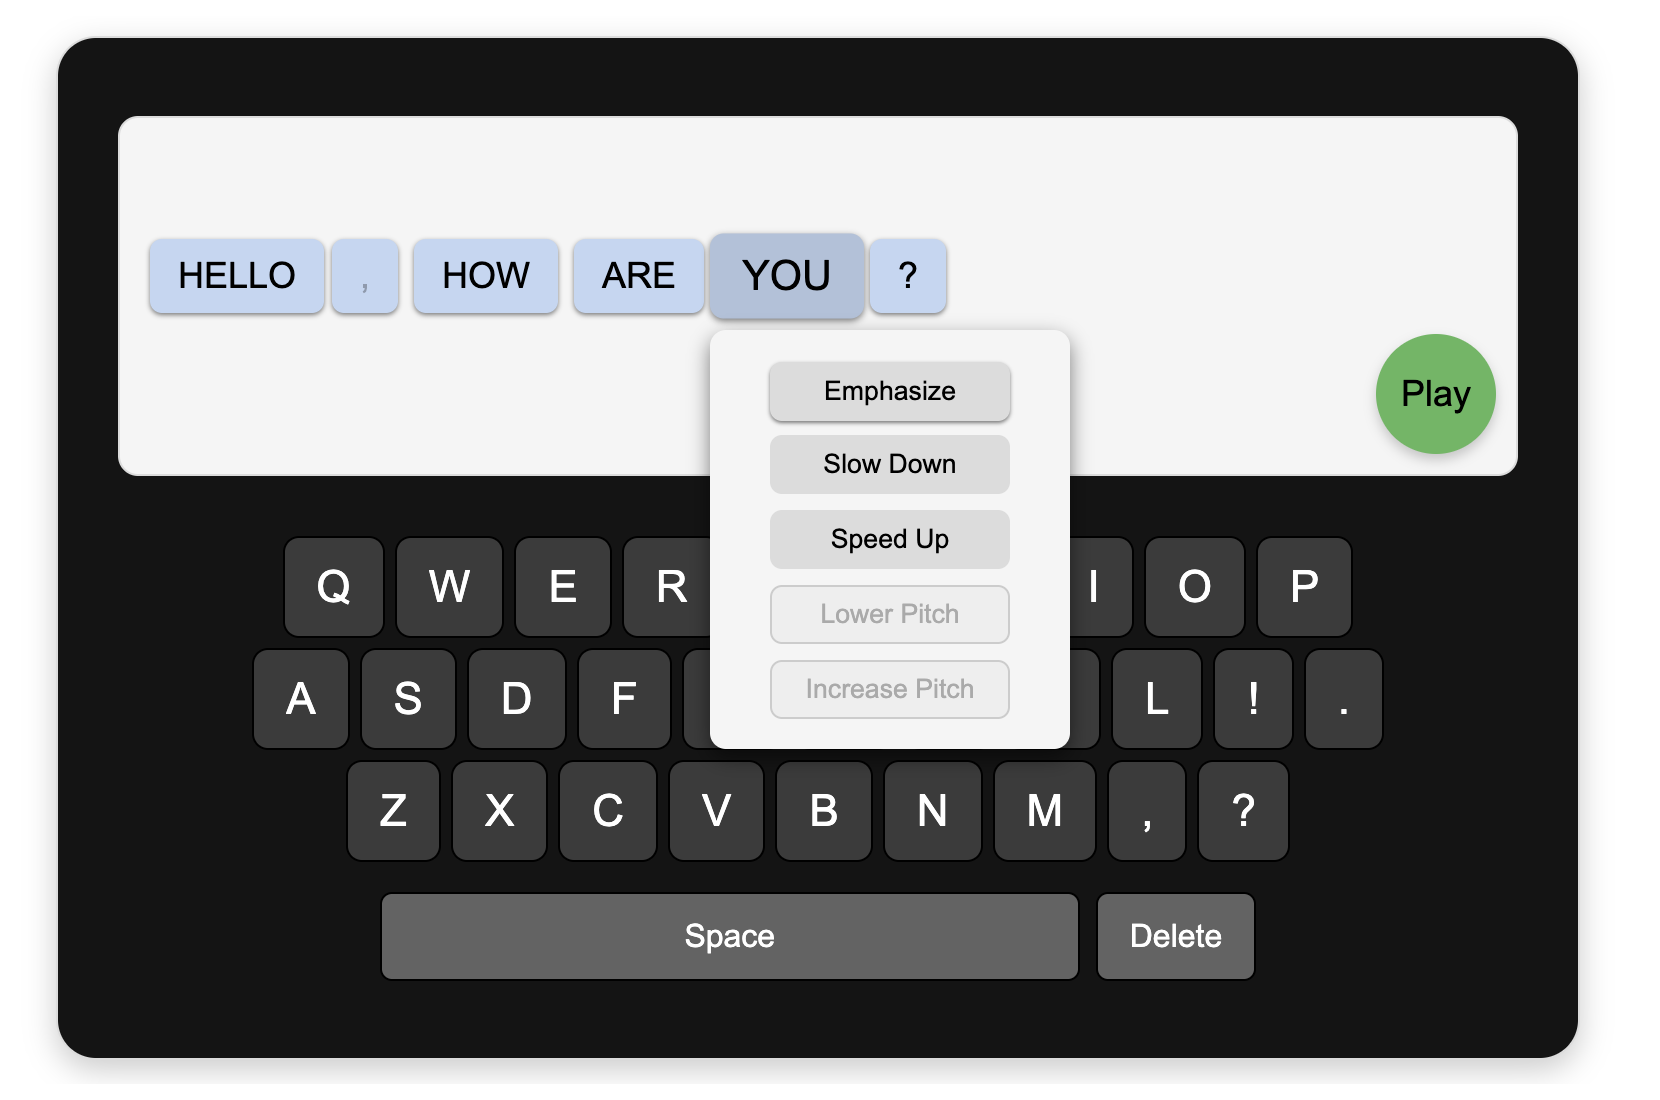 HELLO , HOW ARE YOU ?
Emphasize
Play
Slow Down
Speed Up
Lower Pitch
Increase Pitch
Q W E R I O P
A S D F L ! .
Z X C V B N M , ?
Space Delete